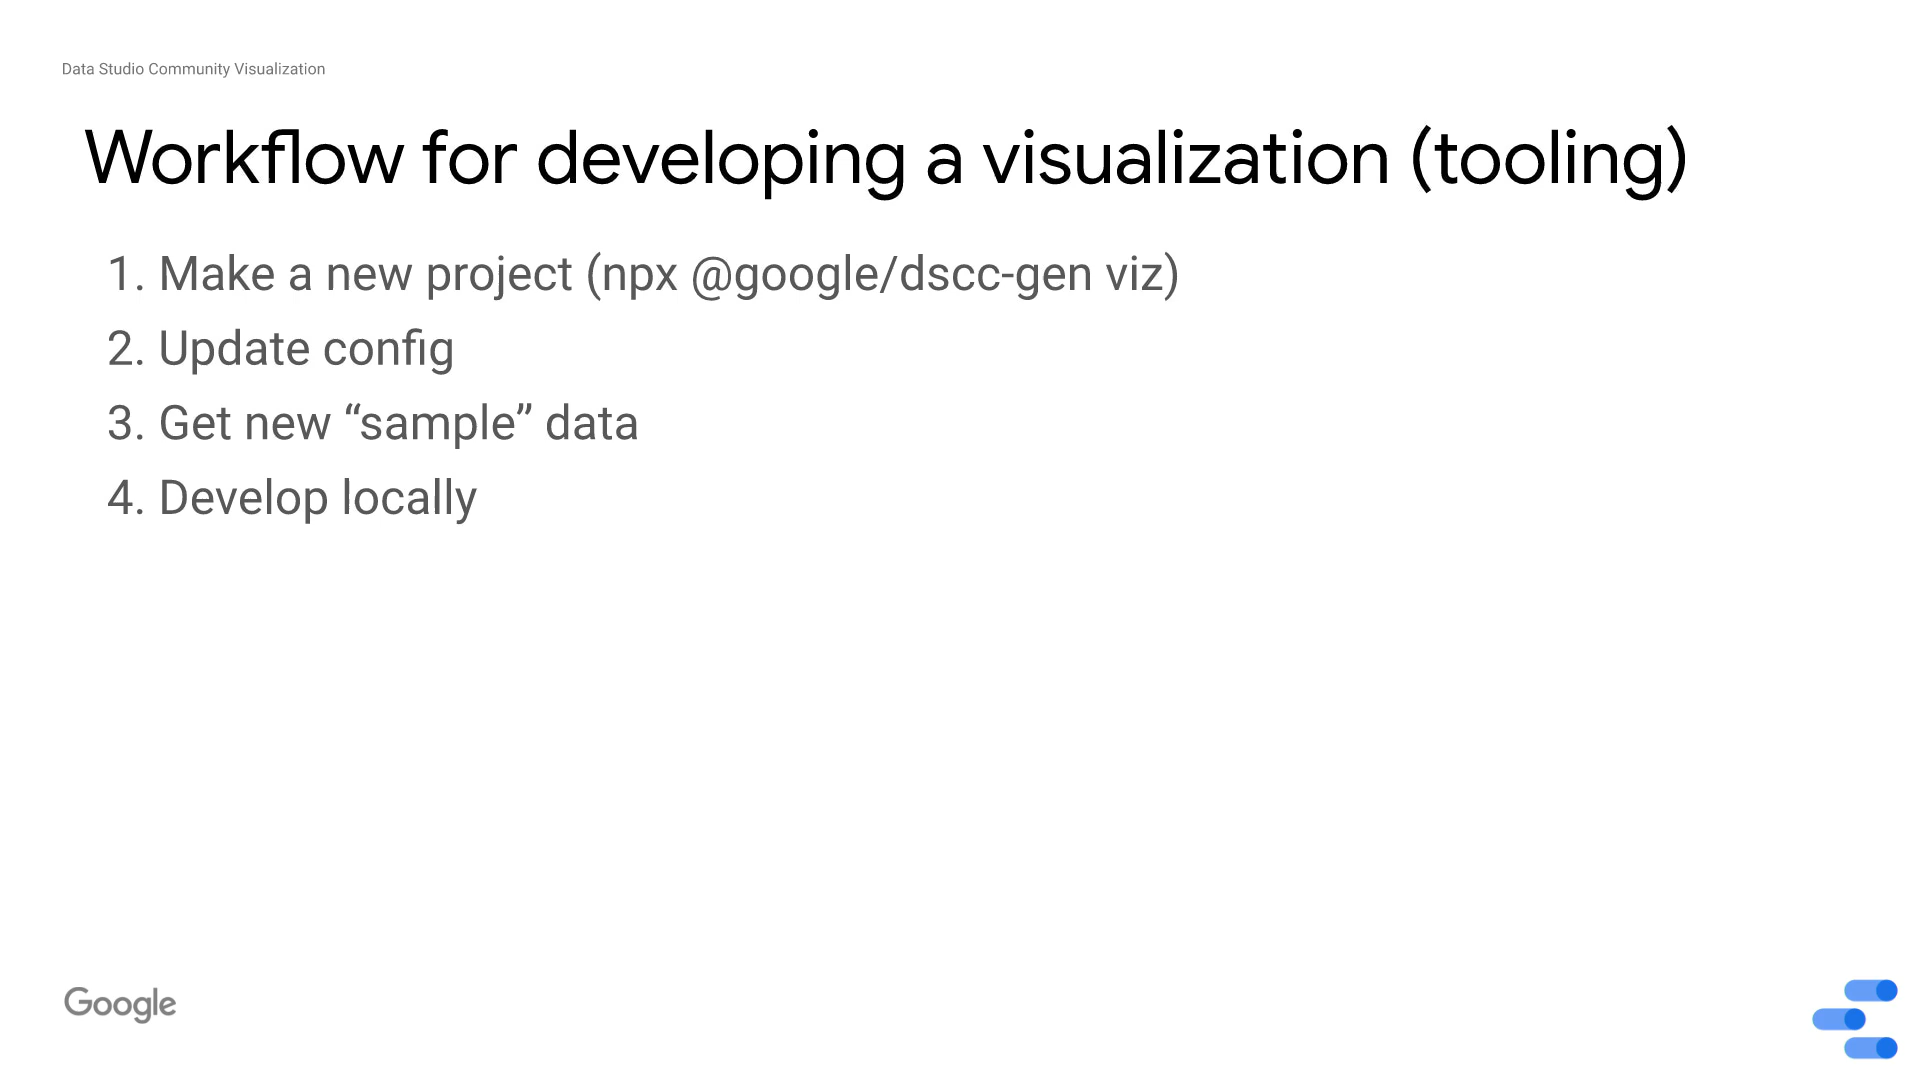 Data Studio Community Visualization
Workflow for developing a visualization (tooling)
1. Make a new project (npx @google/dscc-gen viz)
2. Update config
3. Get new “sample” data
4. Develop locally
Google